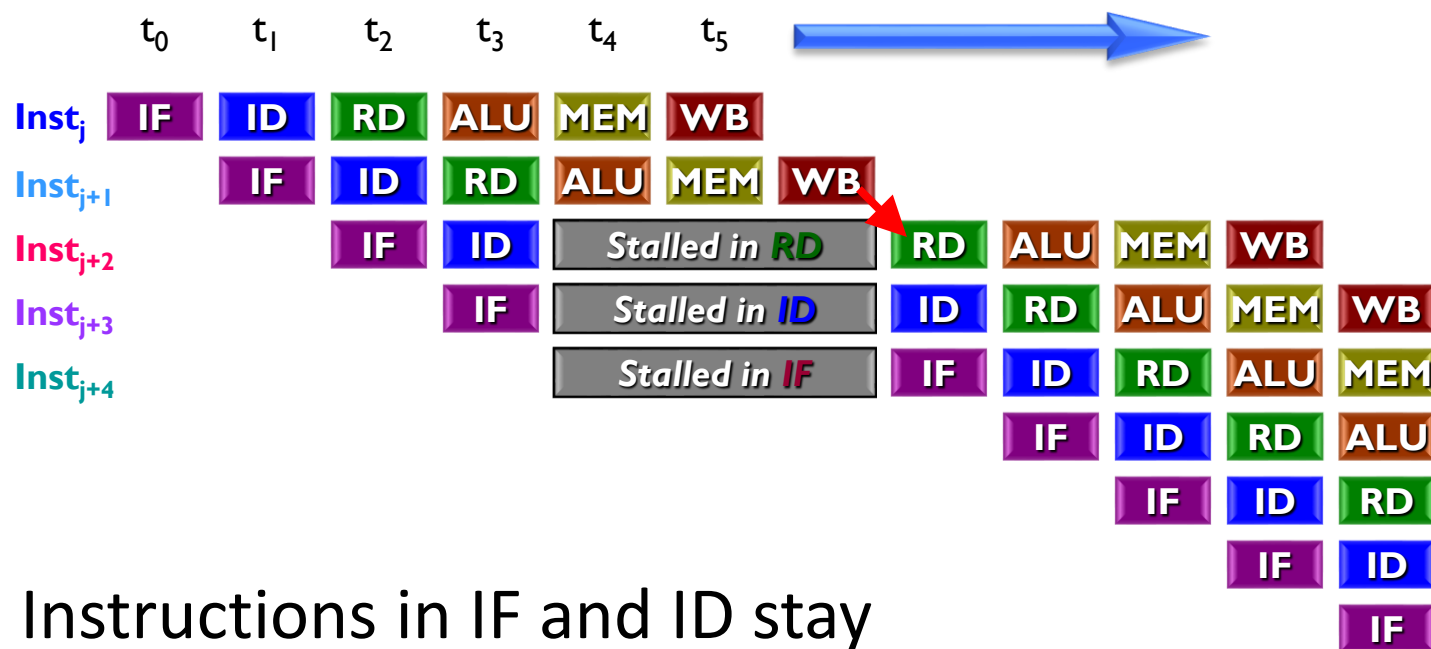 t0 t1 t2 t3 t4 t5
Instj IF ID RD ALU MEM WB
Instj+1 IF ID RD ALU MEM WB
Instj+2 IF ID Stalled in RD RD ALU MEM WB
Instj+3 IF Stalled in ID ID RD ALU MEM WB
Instj+4 Stalled in IF IF ID RD ALU MEM
IF ID RD ALU
IF ID RD
IF ID
IF
Instructions in IF and ID stay